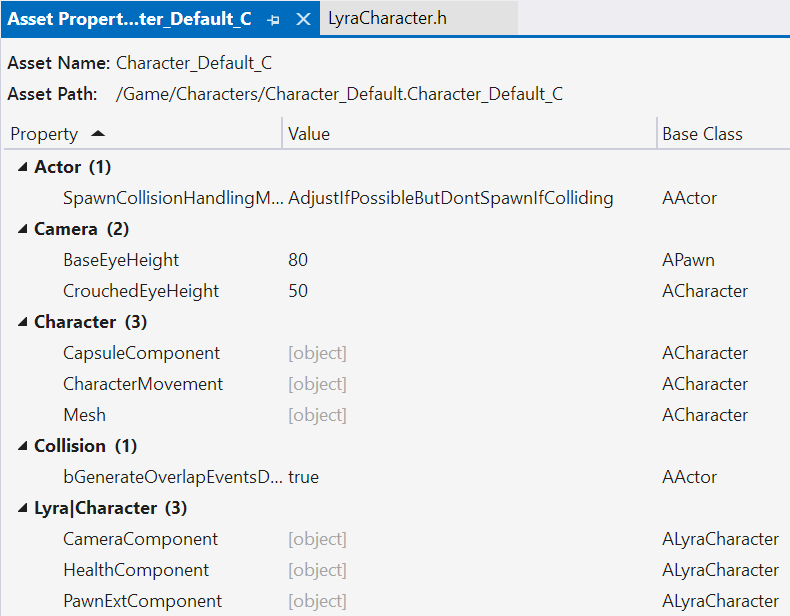 Asset Propert...ter_Default_C LyraCharacter.h
Asset Name: Character_Default_C
Asset Path: /Game/Characters/Character_Default.Character_Default_C
Property Value Base Class
Actor (1)
SpawnCollisionHandlingM... AdjustIfPossibleButDontSpawnIfColliding AActor
Camera (2)
BaseEyeHeight 80 APawn
CrouchedEyeHeight 50 ACharacter
Character (3)
CapsuleComponent [object] ACharacter
CharacterMovement [object] ACharacter
Mesh [object] ACharacter
Collision (1)
bGenerateOverlapEventsD... true AActor
Lyra|Character (3)
CameraComponent [object] ALyraCharacter
HealthComponent [object] ALyraCharacter
PawnExtComponent [object] ALyraCharacter